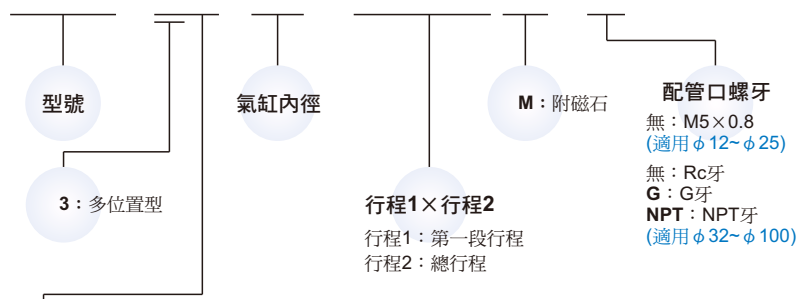 型號
氣缸內徑
M：附磁石
配管口螺牙
無：M5×0.8
(適用φ12~φ25)
無：Rc牙
G：G牙
NPT：NPT牙
(適用φ32~φ100)
3：多位置型
行程1×行程2
行程1：第一段行程
行程2：總行程